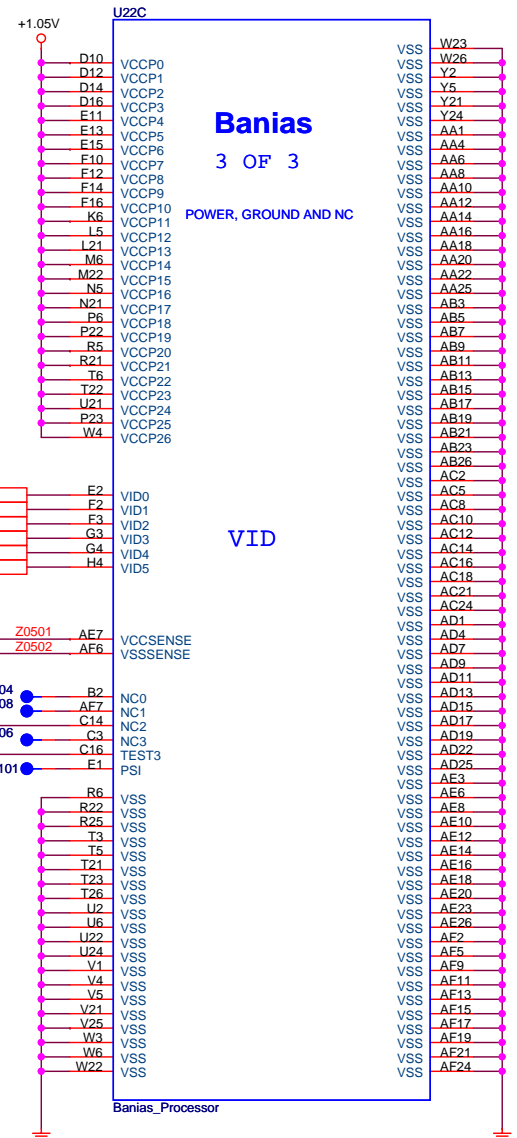 U22C
+1.05V
Banias
3 OF 3
POWER, GROUND AND NC
D10 VCCP0
D12 VCCP1
D14 VCCP2
D16 VCCP3
E11 VCCP4
E13 VCCP5
E15 VCCP6
F10 VCCP7
F12 VCCP8
F14 VCCP9
F16 VCCP10
K6 VCCP11
L5 VCCP12
L21 VCCP13
M6 VCCP14
M22 VCCP15
N5 VCCP16
N21 VCCP17
P6 VCCP18
P22 VCCP19
R5 VCCP20
R21 VCCP21
T6 VCCP22
T22 VCCP23
U21 VCCP24
P23 VCCP25
W4 VCCP26
VID
E2 VID0
F2 VID1
F3 VID2
G3 VID3
G4 VID4
H4 VID5
Z0501 AE7 VCCSENSE
Z0502 AF6 VSSSENSE
04 B2 NC0
08 AF7 NC1
C14 NC2
06 C3 NC3
C16 TEST3
101 E1 PSI
R6 VSS
R22 VSS
R25 VSS
T3 VSS
T5 VSS
T21 VSS
T23 VSS
T26 VSS
U2 VSS
U6 VSS
U22 VSS
U24 VSS
V1 VSS
V4 VSS
V5 VSS
V21 VSS
V25 VSS
W3 VSS
W6 VSS
W22 VSS
VSS W23
VSS W26
VSS Y2
VSS Y5
VSS Y21
VSS Y24
VSS AA1
VSS AA4
VSS AA6
VSS AA8
VSS AA10
VSS AA12
VSS AA14
VSS AA16
VSS AA18
VSS AA20
VSS AA22
VSS AA25
VSS AB3
VSS AB5
VSS AB7
VSS AB9
VSS AB11
VSS AB13
VSS AB15
VSS AB17
VSS AB19
VSS AB21
VSS AB23
VSS AB26
VSS AC2
VSS AC5
VSS AC8
VSS AC10
VSS AC12
VSS AC14
VSS AC16
VSS AC18
VSS AC21
VSS AC24
VSS AD1
VSS AD4
VSS AD7
VSS AD9
VSS AD11
VSS AD13
VSS AD15
VSS AD17
VSS AD19
VSS AD22
VSS AD25
VSS AE3
VSS AE6
VSS AE8
VSS AE10
VSS AE12
VSS AE14
VSS AE16
VSS AE18
VSS AE20
VSS AE23
VSS AE26
VSS AF2
VSS AF5
VSS AF9
VSS AF11
VSS AF13
VSS AF15
VSS AF17
VSS AF19
VSS AF21
VSS AF24
Banias_Processor